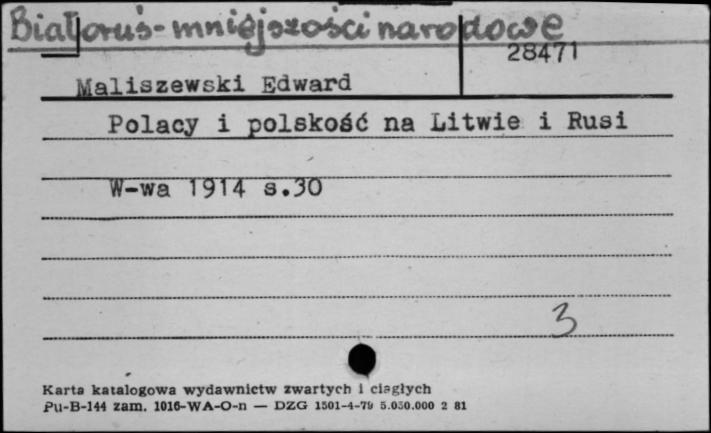 Białoruś - mniejszości narodowe
28471
Maliszewski Edward
Polacy i polskość na Litwie i Rusi
W-wa 1914 s.30
3
Karta katalogowa wydawnictw zwartych i ciągłych
Pu-B-144 zam. 1016-WA-O-n — DZG 1501-4-79 5.050.000 2 81